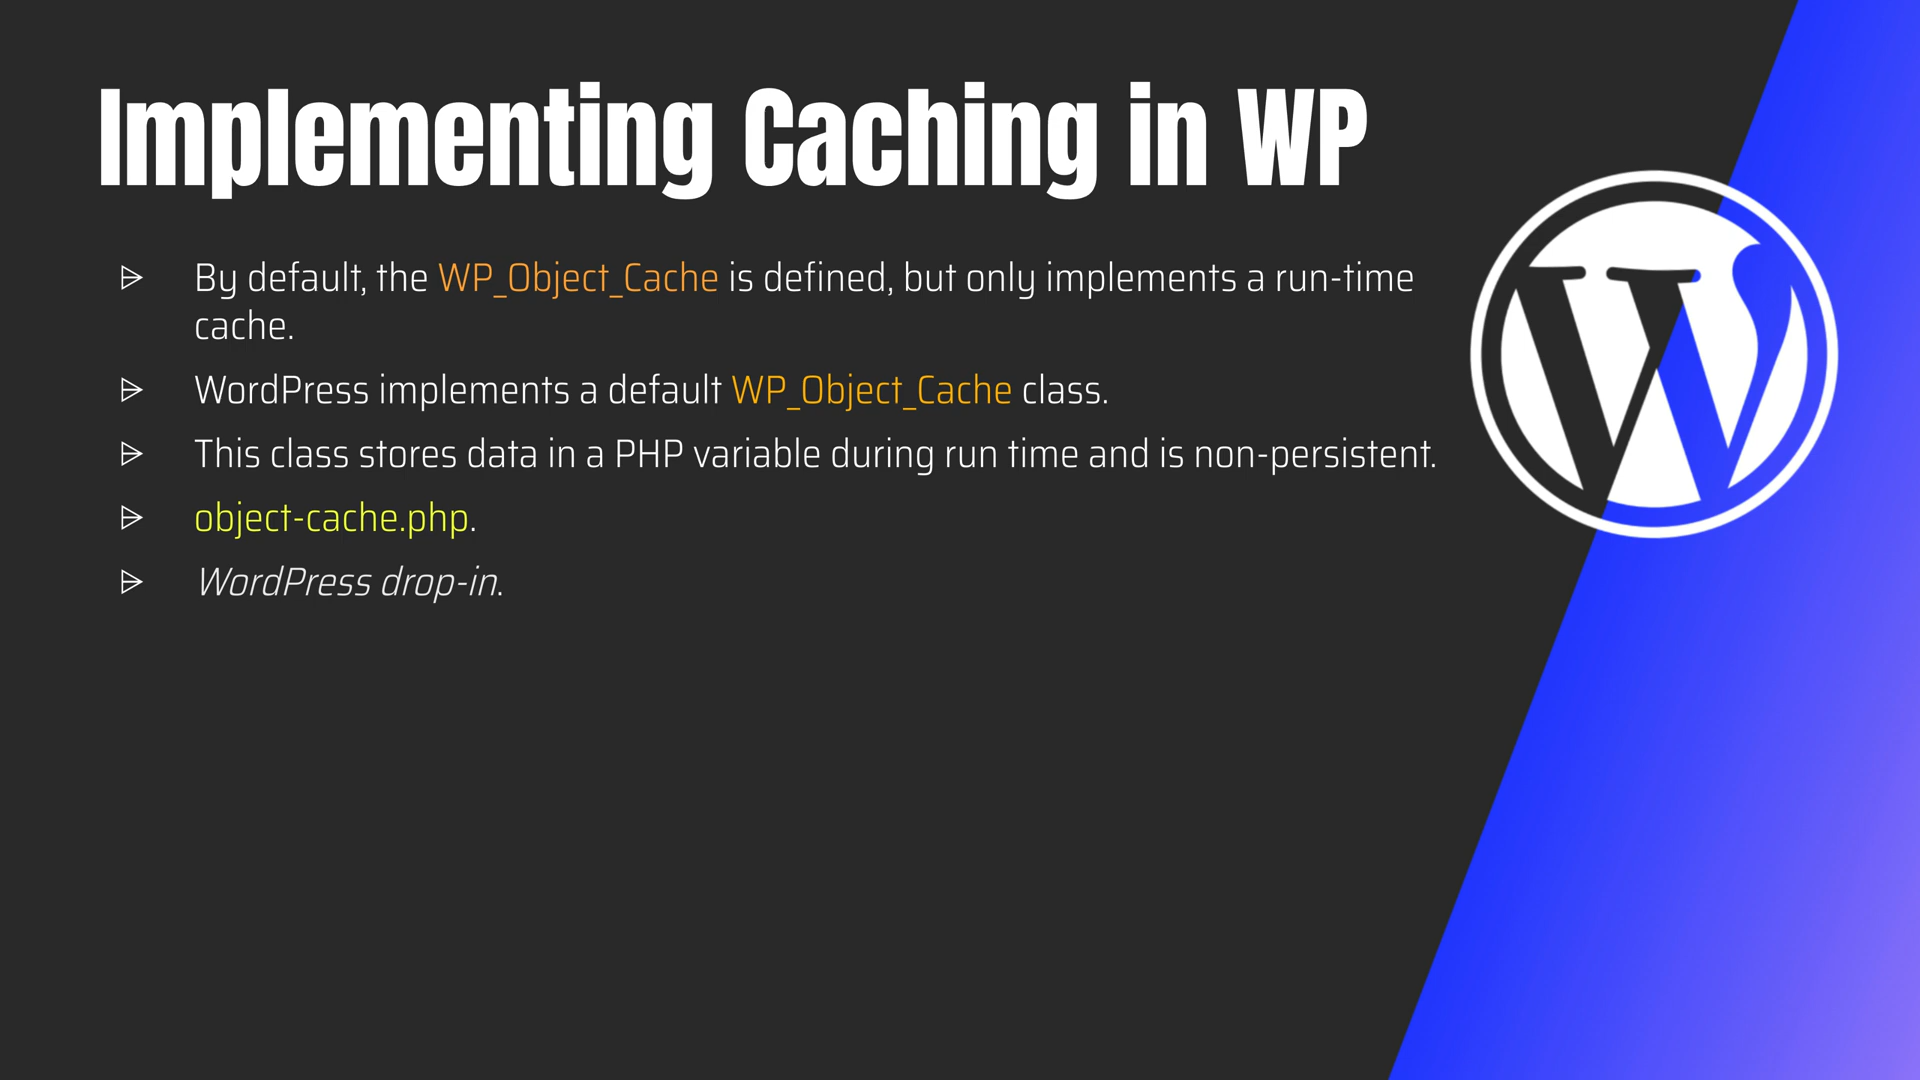 Implementing Caching in WP
By default, the WP_Object_Cache is defined, but only implements a run-time
cache.
WordPress implements a default WP_Object_Cache class.
This class stores data in a PHP variable during run time and is non-persistent.
object-cache.php.
WordPress drop-in.